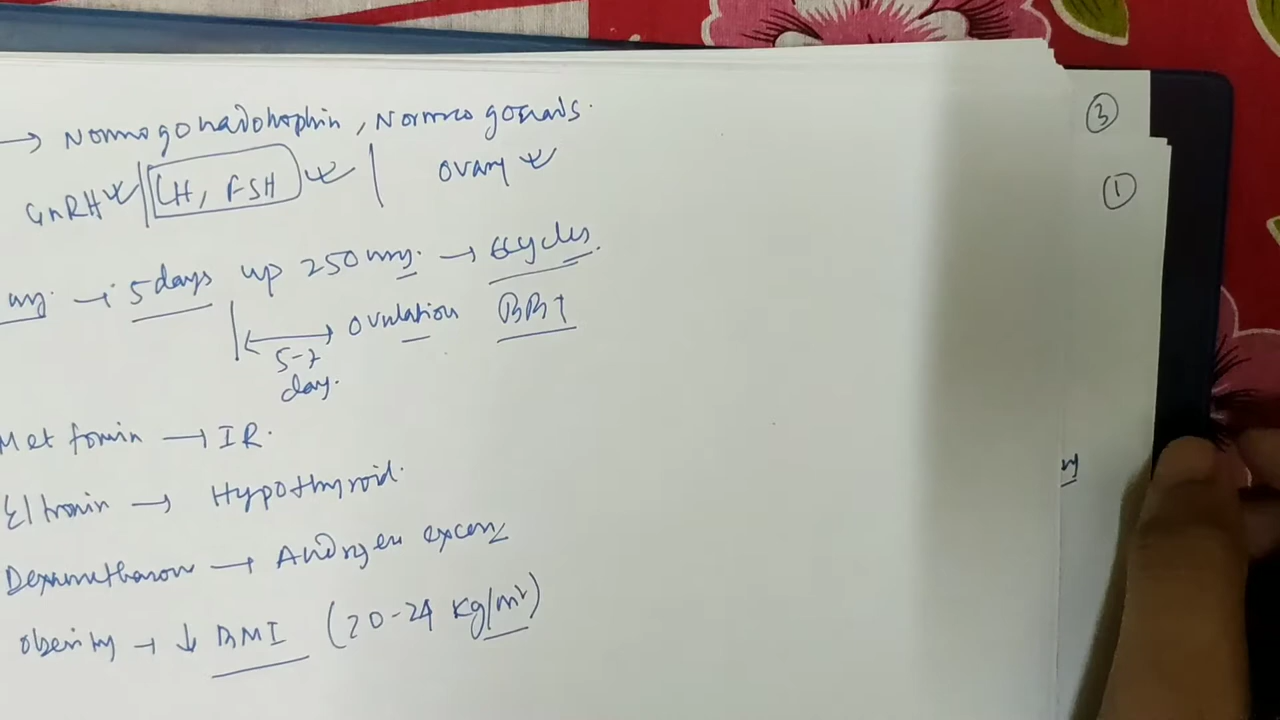 → Normogonadotrophin, Normogonads.
③
GnRH ↓ | LH, FSH ↓ | ovary ↓
①
mg. → 5 days up 250 mg. → 6 cycles.
5-7 day. ovulation BBT
Metformin → IR.
Eltroxin → Hypothyroid.
Dexamethasone → Androgen excess
obesity → ↓ BMI (20-24 kg/m²)